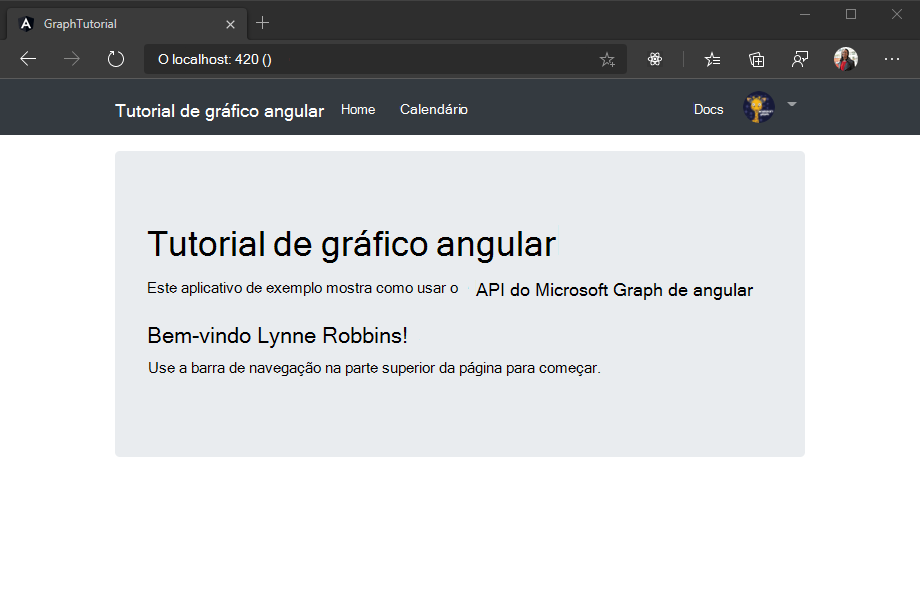 GraphTutorial
O localhost: 420 ()
Tutorial de gráfico angular Home Calendário Docs
Tutorial de gráfico angular
Este aplicativo de exemplo mostra como usar o API do Microsoft Graph de angular
Bem-vindo Lynne Robbins!
Use a barra de navegação na parte superior da página para começar.